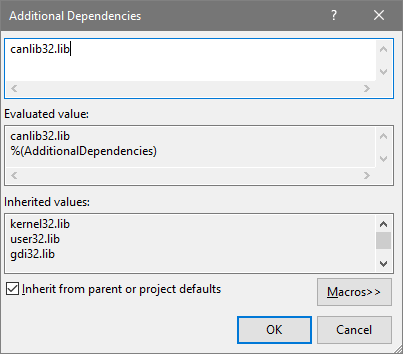 Additional Dependencies
?
canlib32.lib
Evaluated value:
canlib32.lib
%(AdditionalDependencies)
Inherited values:
kernel32.lib
user32.lib
gdi32.lib
Inherit from parent or project defaults
Macros>>
OK
Cancel